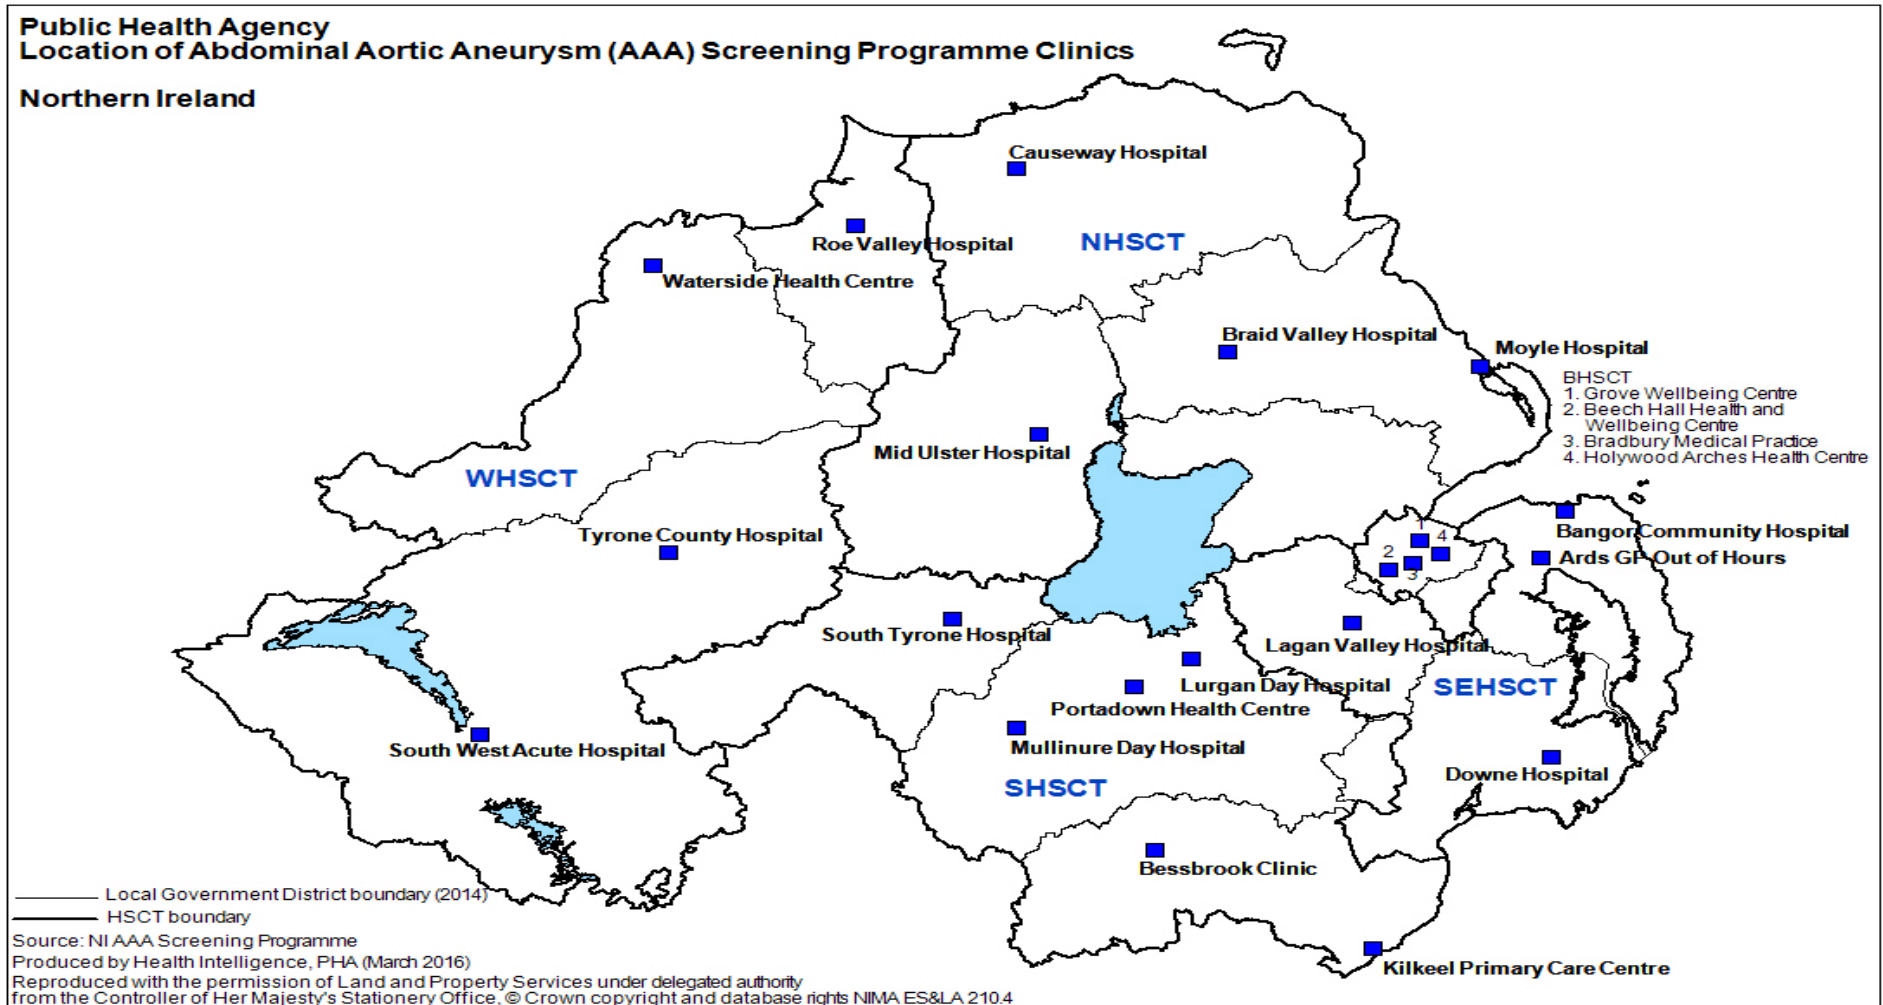 Public Health Agency
Location of Abdominal Aortic Aneurysm (AAA) Screening Programme Clinics
Northern Ireland
Causeway Hospital
Roe Valley Hospital
NHSCT
Waterside Health Centre
Braid Valley Hospital
Moyle Hospital
BHSCT
1. Grove Wellbeing Centre
2. Beech Hall Health and
Wellbeing Centre
3. Bradbury Medical Practice
4. Holywood Arches Health Centre
Mid Ulster Hospital
WHSCT
Tyrone County Hospital
1
4
2
3
Bangor Community Hospital
Ards GP Out of Hours
South Tyrone Hospital
Lagan Valley Hospital
Lurgan Day Hospital
SEHSCT
Portadown Health Centre
South West Acute Hospital
Mullinure Day Hospital
Downe Hospital
SHSCT
Bessbrook Clinic
Kilkeel Primary Care Centre
Local Government District boundary (2014)
HSCT boundary
Source: NI AAA Screening Programme
Produced by Health Intelligence, PHA (March 2016)
Reproduced with the permission of Land and Property Services under delegated authority
from the Controller of Her Majesty's Stationery Office, © Crown copyright and database rights NIMA ES&LA 210.4